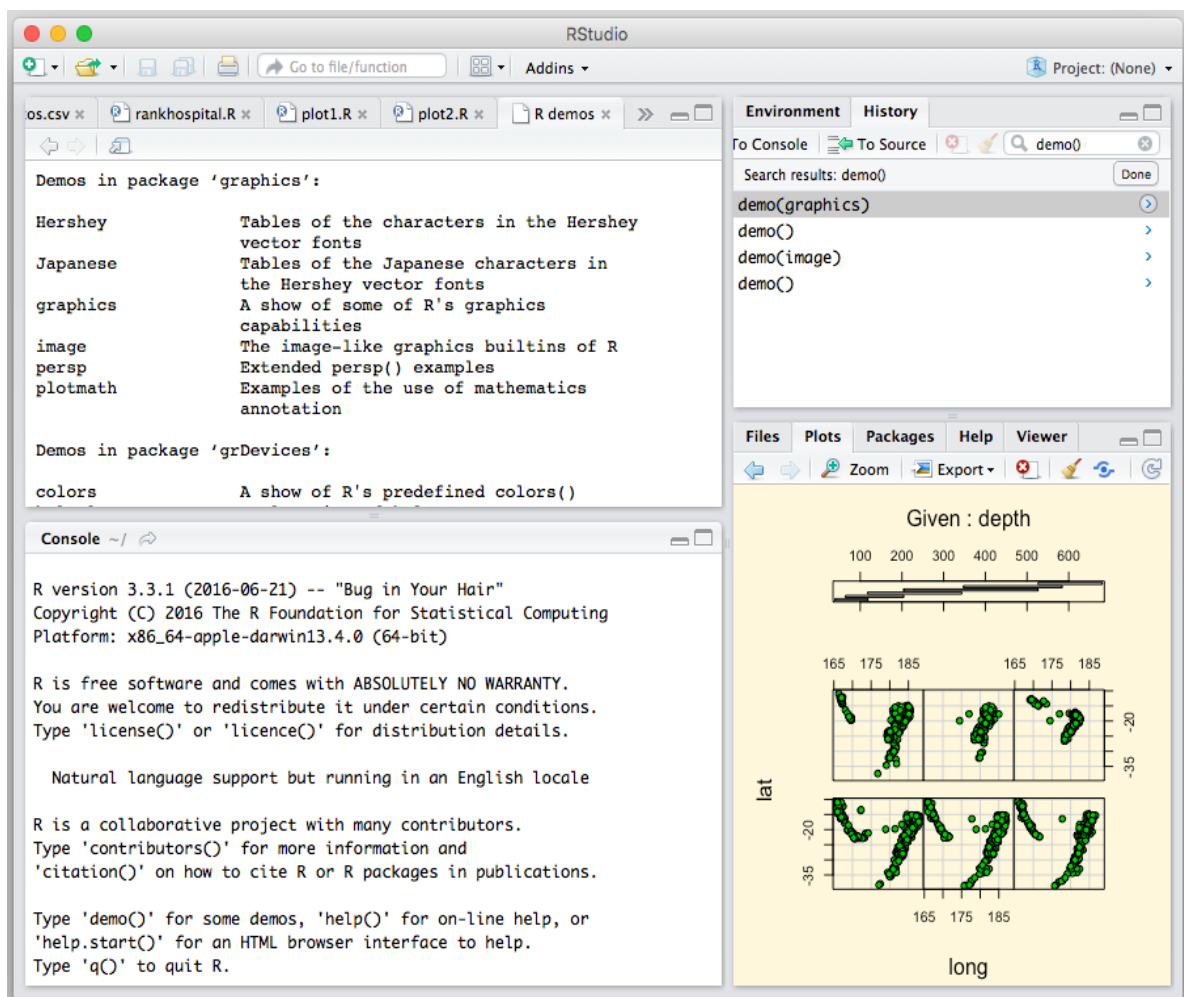 RStudio
Go to file/function
Addins
Project: (None)
os.csv
rankhospital.R
plot1.R
plot2.R
R demos
Demos in package ‘graphics’:
Hershey Tables of the characters in the Hershey
vector fonts
Japanese Tables of the Japanese characters in
the Hershey vector fonts
graphics A show of some of R's graphics
capabilities
image The image-like graphics builtins of R
persp Extended persp() examples
plotmath Examples of the use of mathematics
annotation
Demos in package ‘grDevices’:
colors A show of R's predefined colors()
Console ~/
R version 3.3.1 (2016-06-21) -- "Bug in Your Hair"
Copyright (C) 2016 The R Foundation for Statistical Computing
Platform: x86_64-apple-darwin13.4.0 (64-bit)
R is free software and comes with ABSOLUTELY NO WARRANTY.
You are welcome to redistribute it under certain conditions.
Type 'license()' or 'licence()' for distribution details.
Natural language support but running in an English locale
R is a collaborative project with many contributors.
Type 'contributors()' for more information and
'citation()' on how to cite R or R packages in publications.
Type 'demo()' for some demos, 'help()' for on-line help, or
'help.start()' for an HTML browser interface to help.
Type 'q()' to quit R.
Environment History
To Console To Source demo()
Search results: demo() Done
demo(graphics)
demo()
demo(image)
demo()
Files Plots Packages Help Viewer
Zoom Export
Given : depth
100 200 300 400 500 600
165 175 185 165 175 185
-20
-35
lat
-20
-35
165 175 185
long